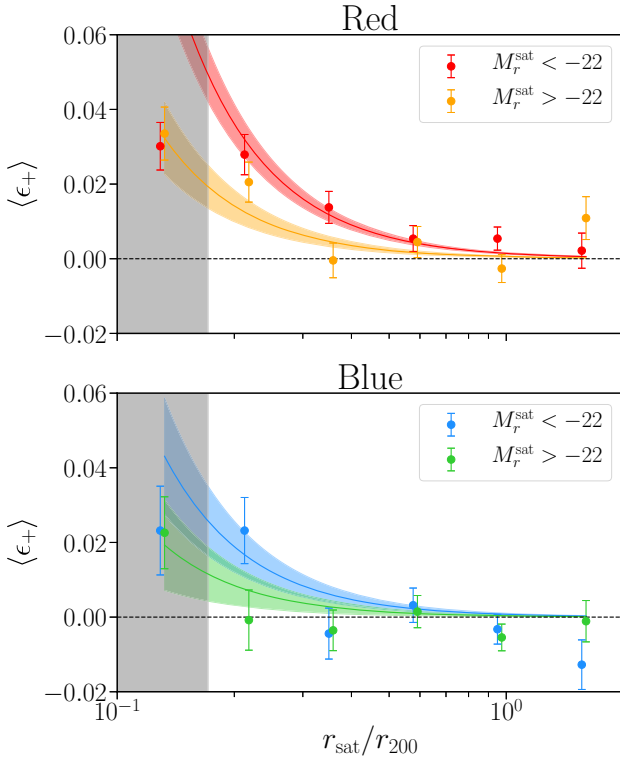 Red
0.06
0.04
0.02
0.00
−0.02
⟨ϵ₊⟩
M_r^sat < −22
M_r^sat > −22
Blue
0.06
0.04
0.02
0.00
−0.02
⟨ϵ₊⟩
M_r^sat < −22
M_r^sat > −22
10⁻¹ 10⁰
r_sat/r_200